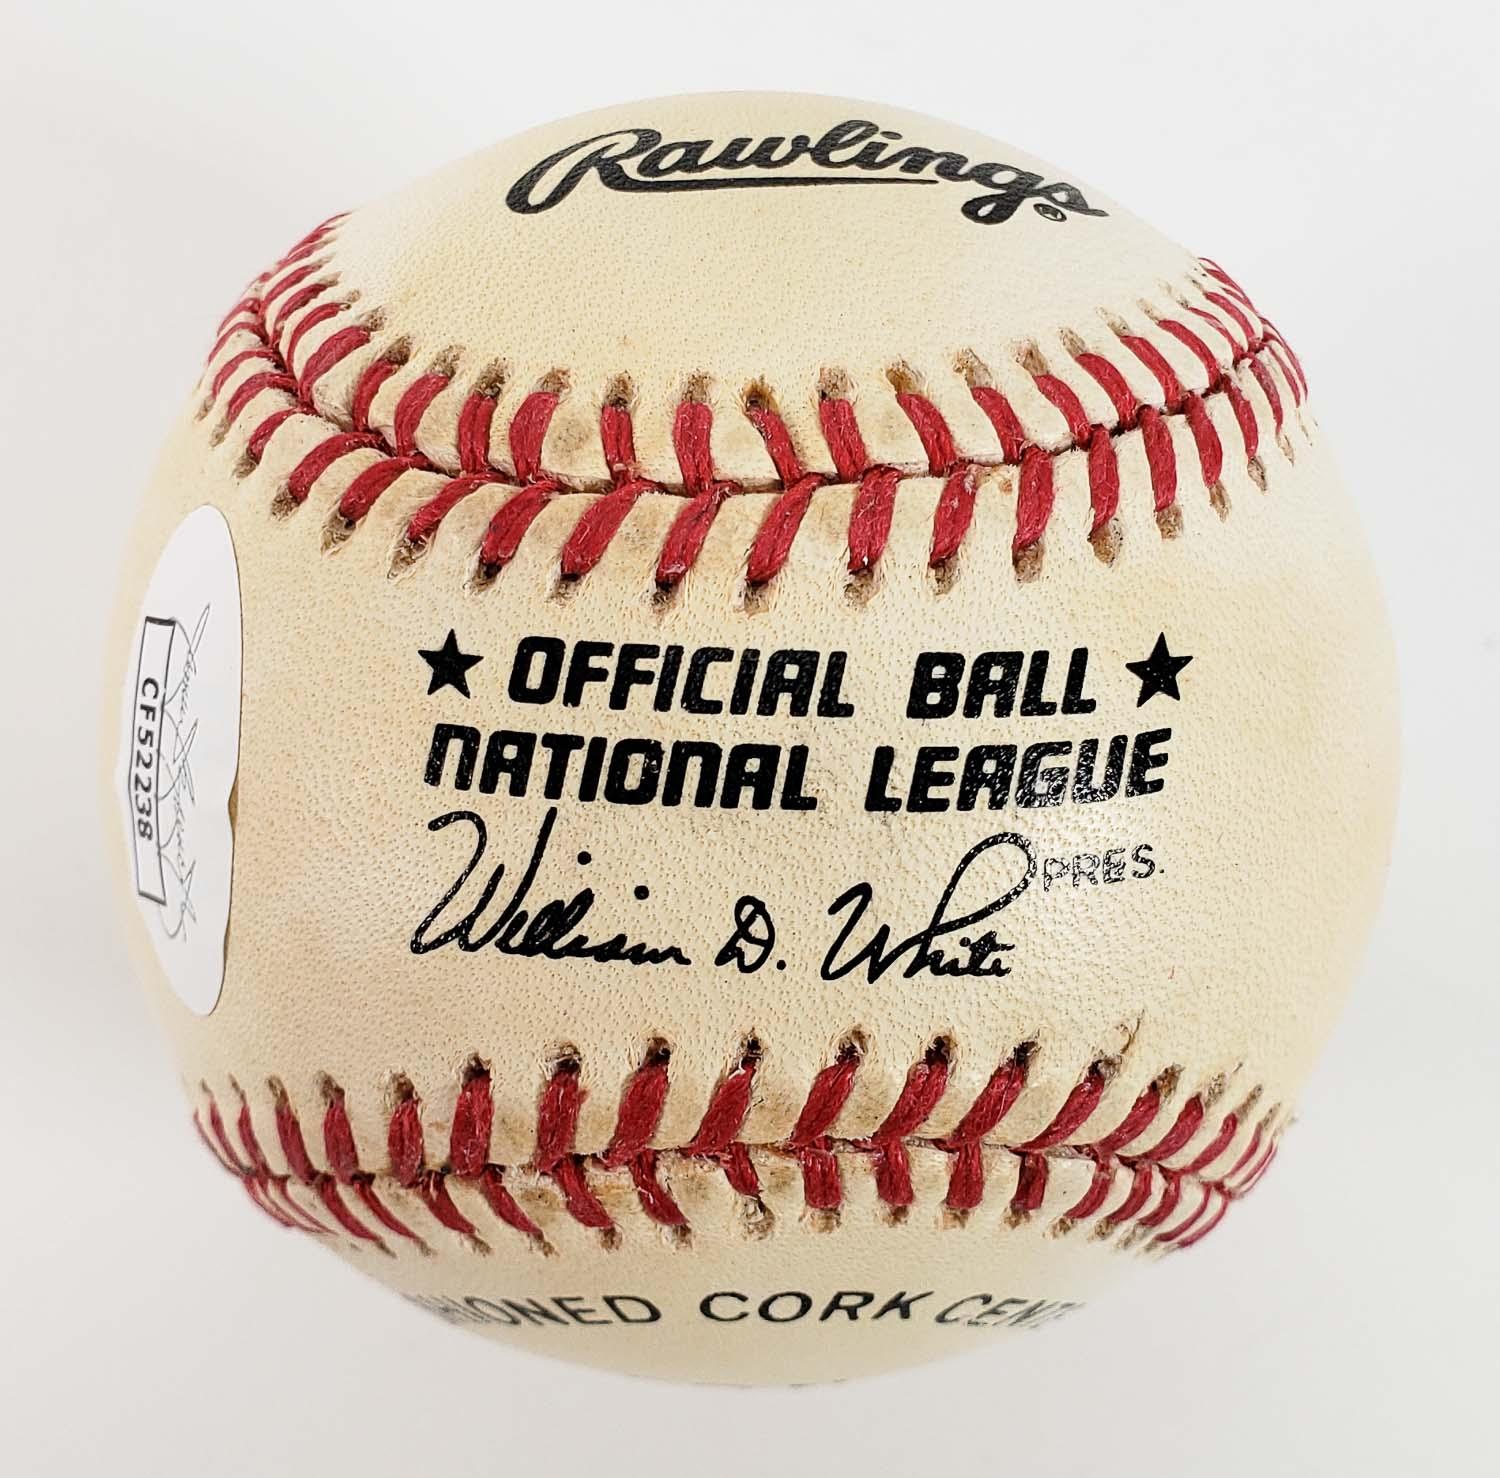 Rawlings®
★ OFFICIAL BALL ★
NATIONAL LEAGUE
William D. White PRES.
CF52238
CORK